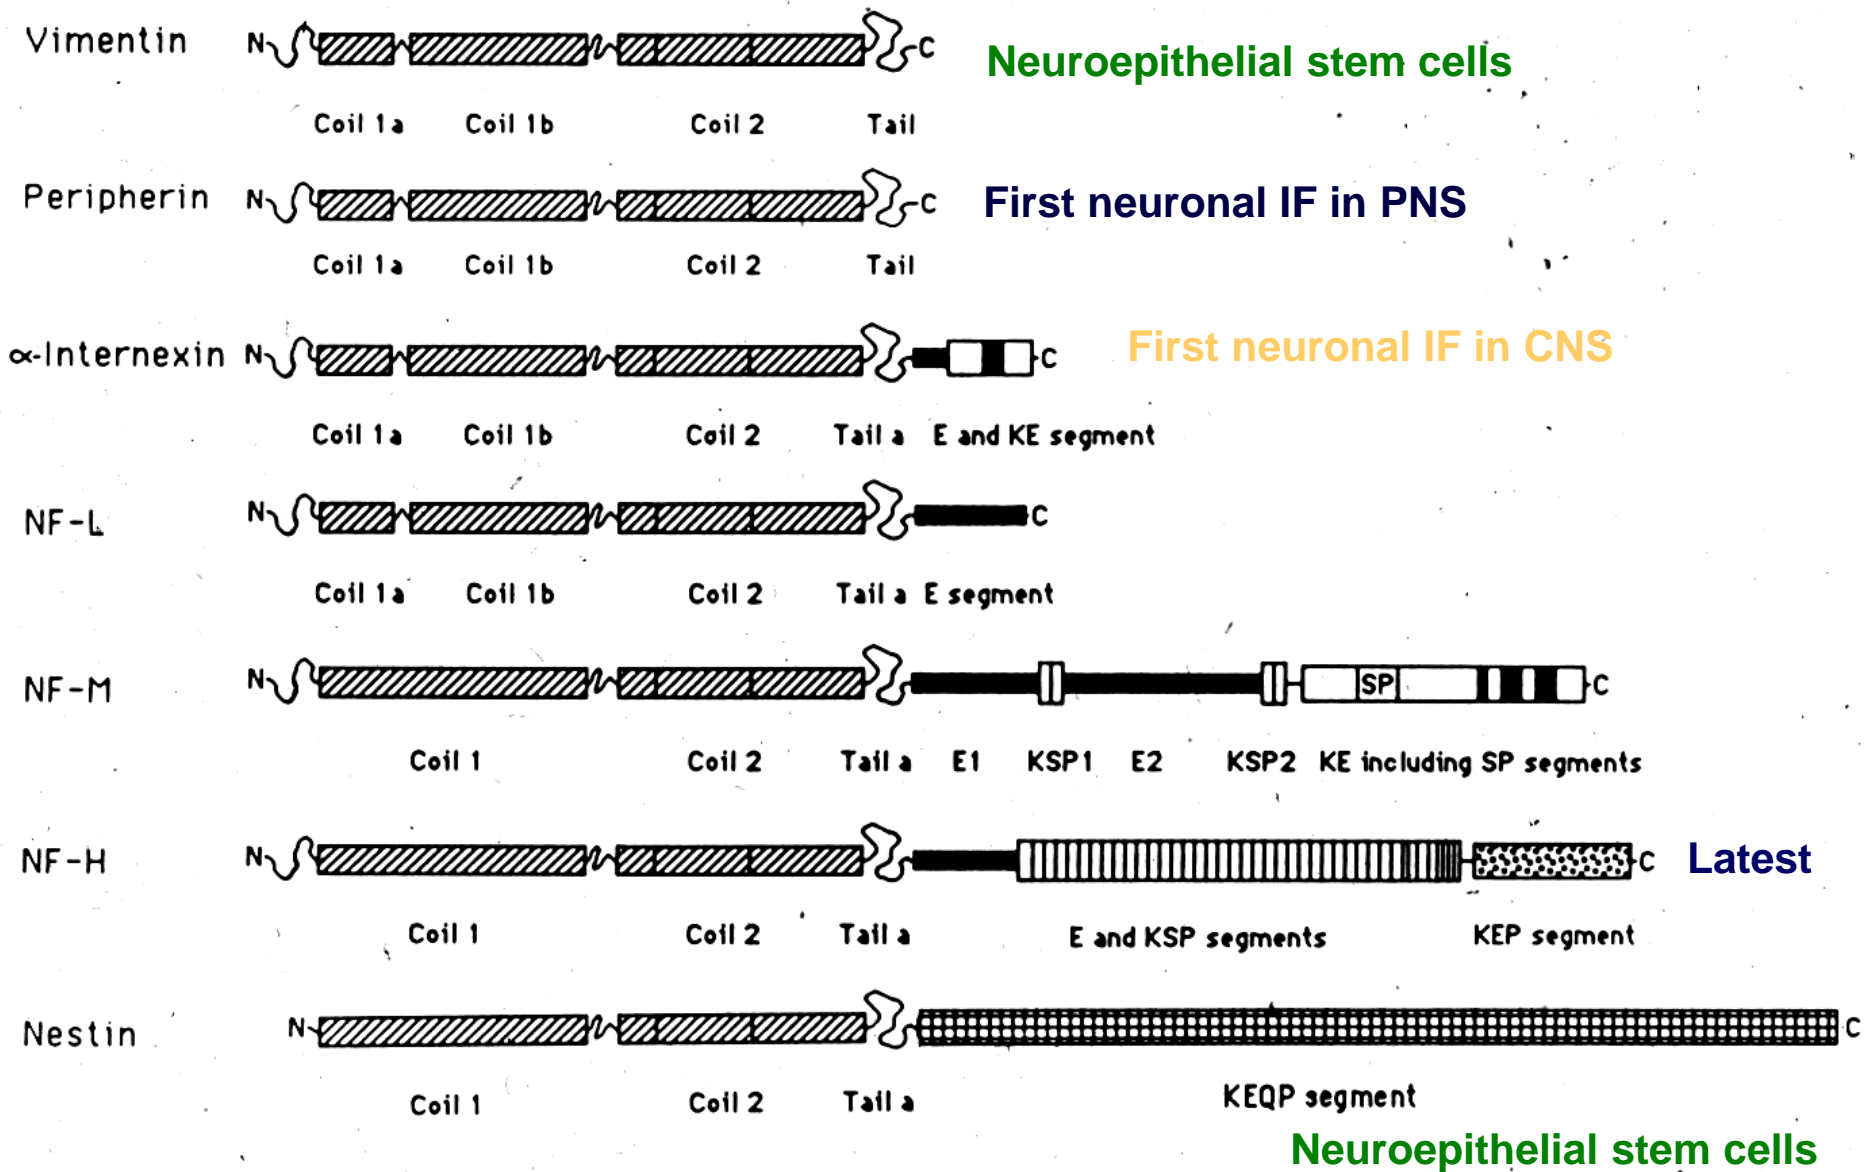 Vimentin N C Neuroepithelial stem cells
Coil 1a Coil 1b Coil 2 Tail
Peripherin N C First neuronal IF in PNS
Coil 1a Coil 1b Coil 2 Tail
α-Internexin N C First neuronal IF in CNS
Coil 1a Coil 1b Coil 2 Tail a E and KE segment
NF-L N C
Coil 1a Coil 1b Coil 2 Tail a E segment
NF-M N SP C
Coil 1 Coil 2 Tail a E1 KSP1 E2 KSP2 KE including SP segments
NF-H N C Latest
Coil 1 Coil 2 Tail a E and KSP segments KEP segment
Nestin N C
Coil 1 Coil 2 Tail a KEQP segment
Neuroepithelial stem cells